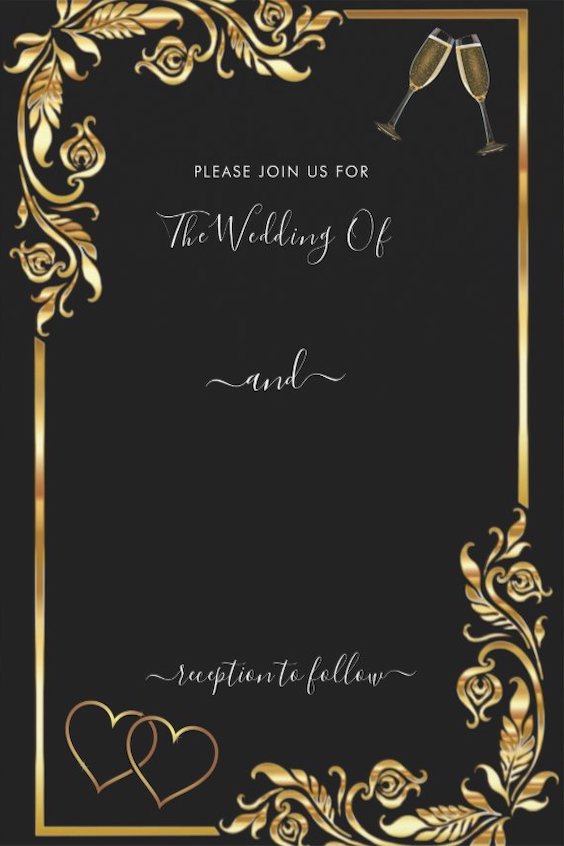 PLEASE JOIN US FOR
The Wedding Of
and
reception to follow